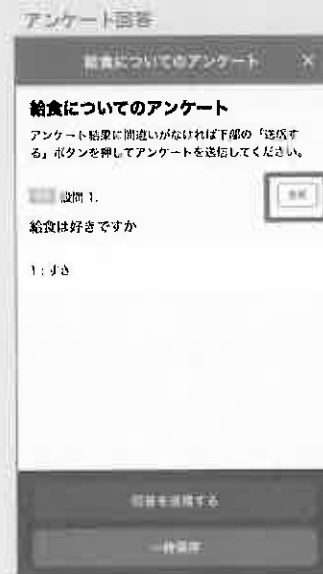 アンケート回答
給食についてのアンケート ×
給食についてのアンケート
アンケート結果に間違いがなければ下部の「送信す
る」ボタンを押してアンケートを送信してください。
設問 1.
給食は好きですか
1 : すき
回答を送信する
一時保存